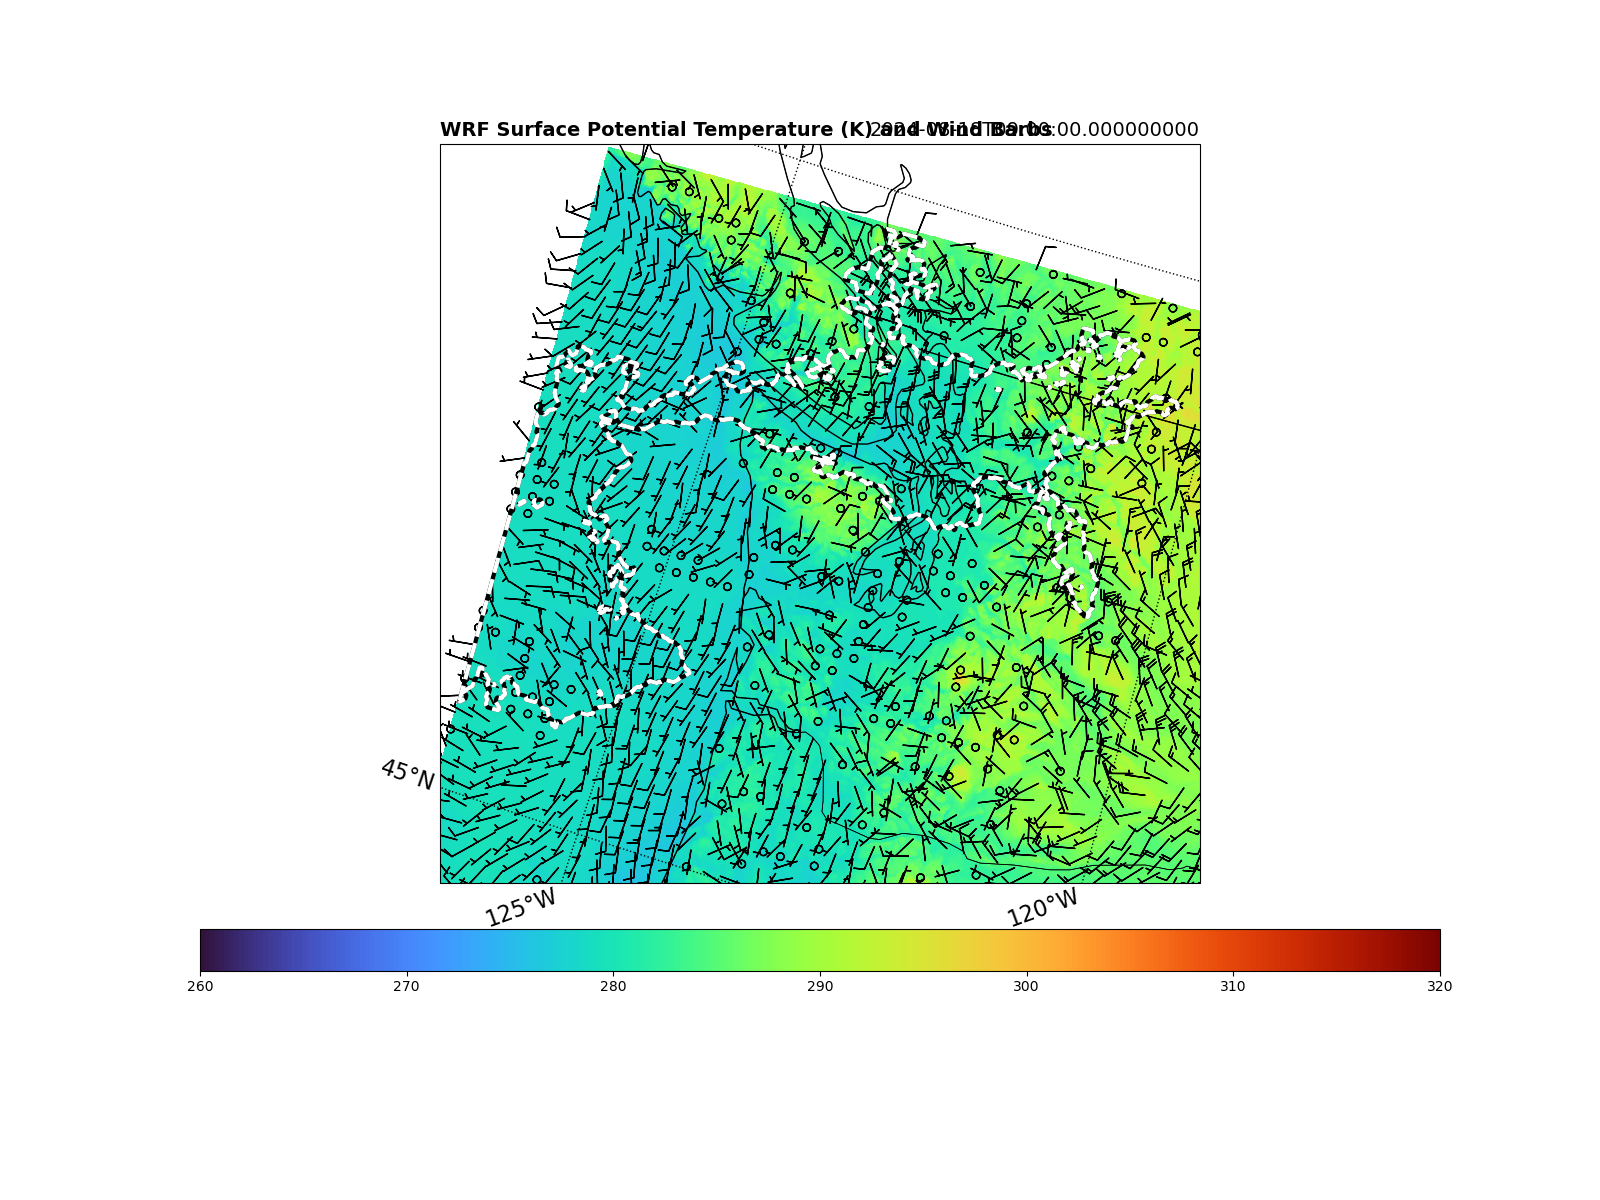 WRF Surface Potential Temperature (K) and Wind Barbs
45°N
125°W
120°W
260 270 280 290 300 310 320